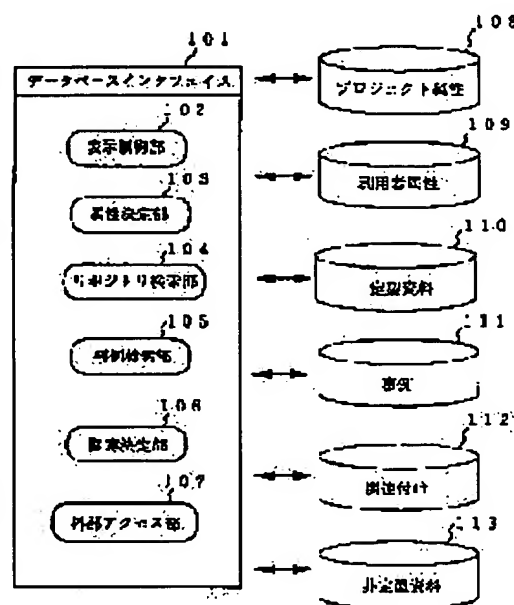 101
データベースインタフェイス
102
表示制御部
103
属性決定部
104
リポジトリ検索部
105
事例検索部
106
107
外部アクセス部
108
プロジェクト属性
109
利用者属性
110
定型資料
111
事例
112
関連付け
113
非定型資料